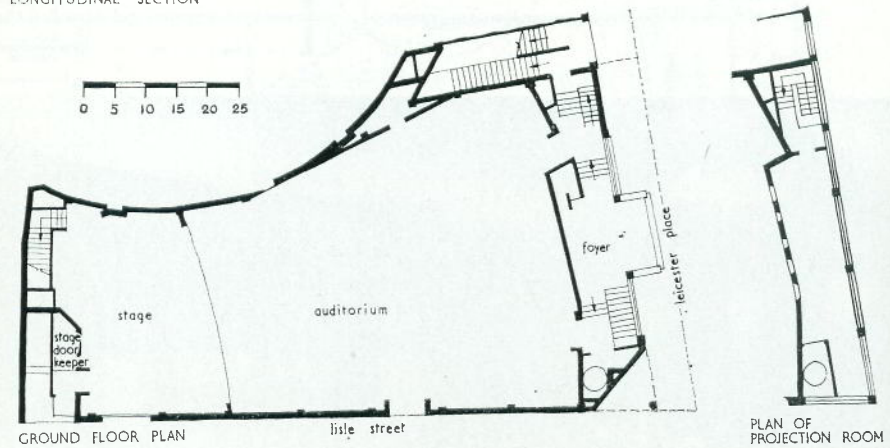 LONGITUDINAL SECTION
0 5 10 15 20 25
stage
auditorium
foyer
leicester place
stage
door
keeper
GROUND FLOOR PLAN
lisle street
PLAN OF
PROJECTION ROOM